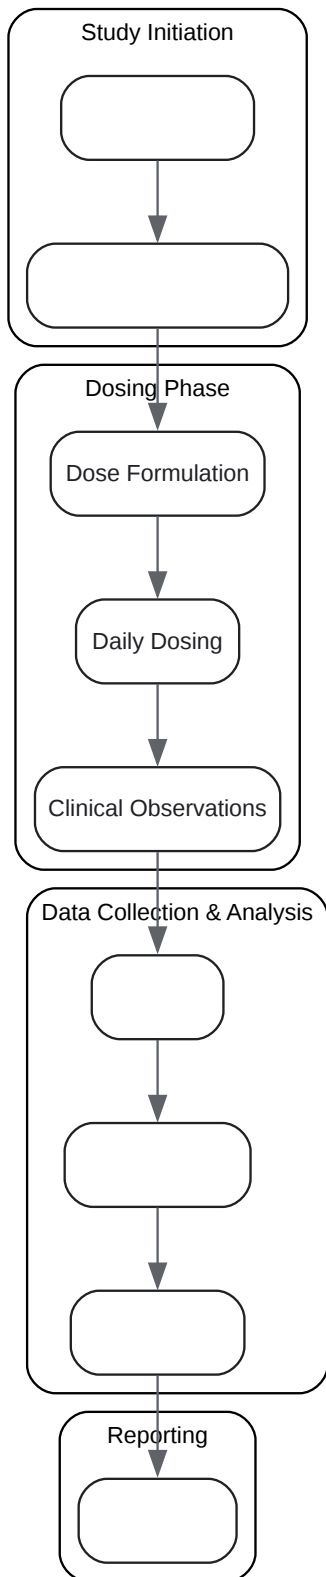 Study Initiation
Dosing Phase
Dose Formulation
Daily Dosing
Clinical Observations
Data Collection & Analysis
Reporting